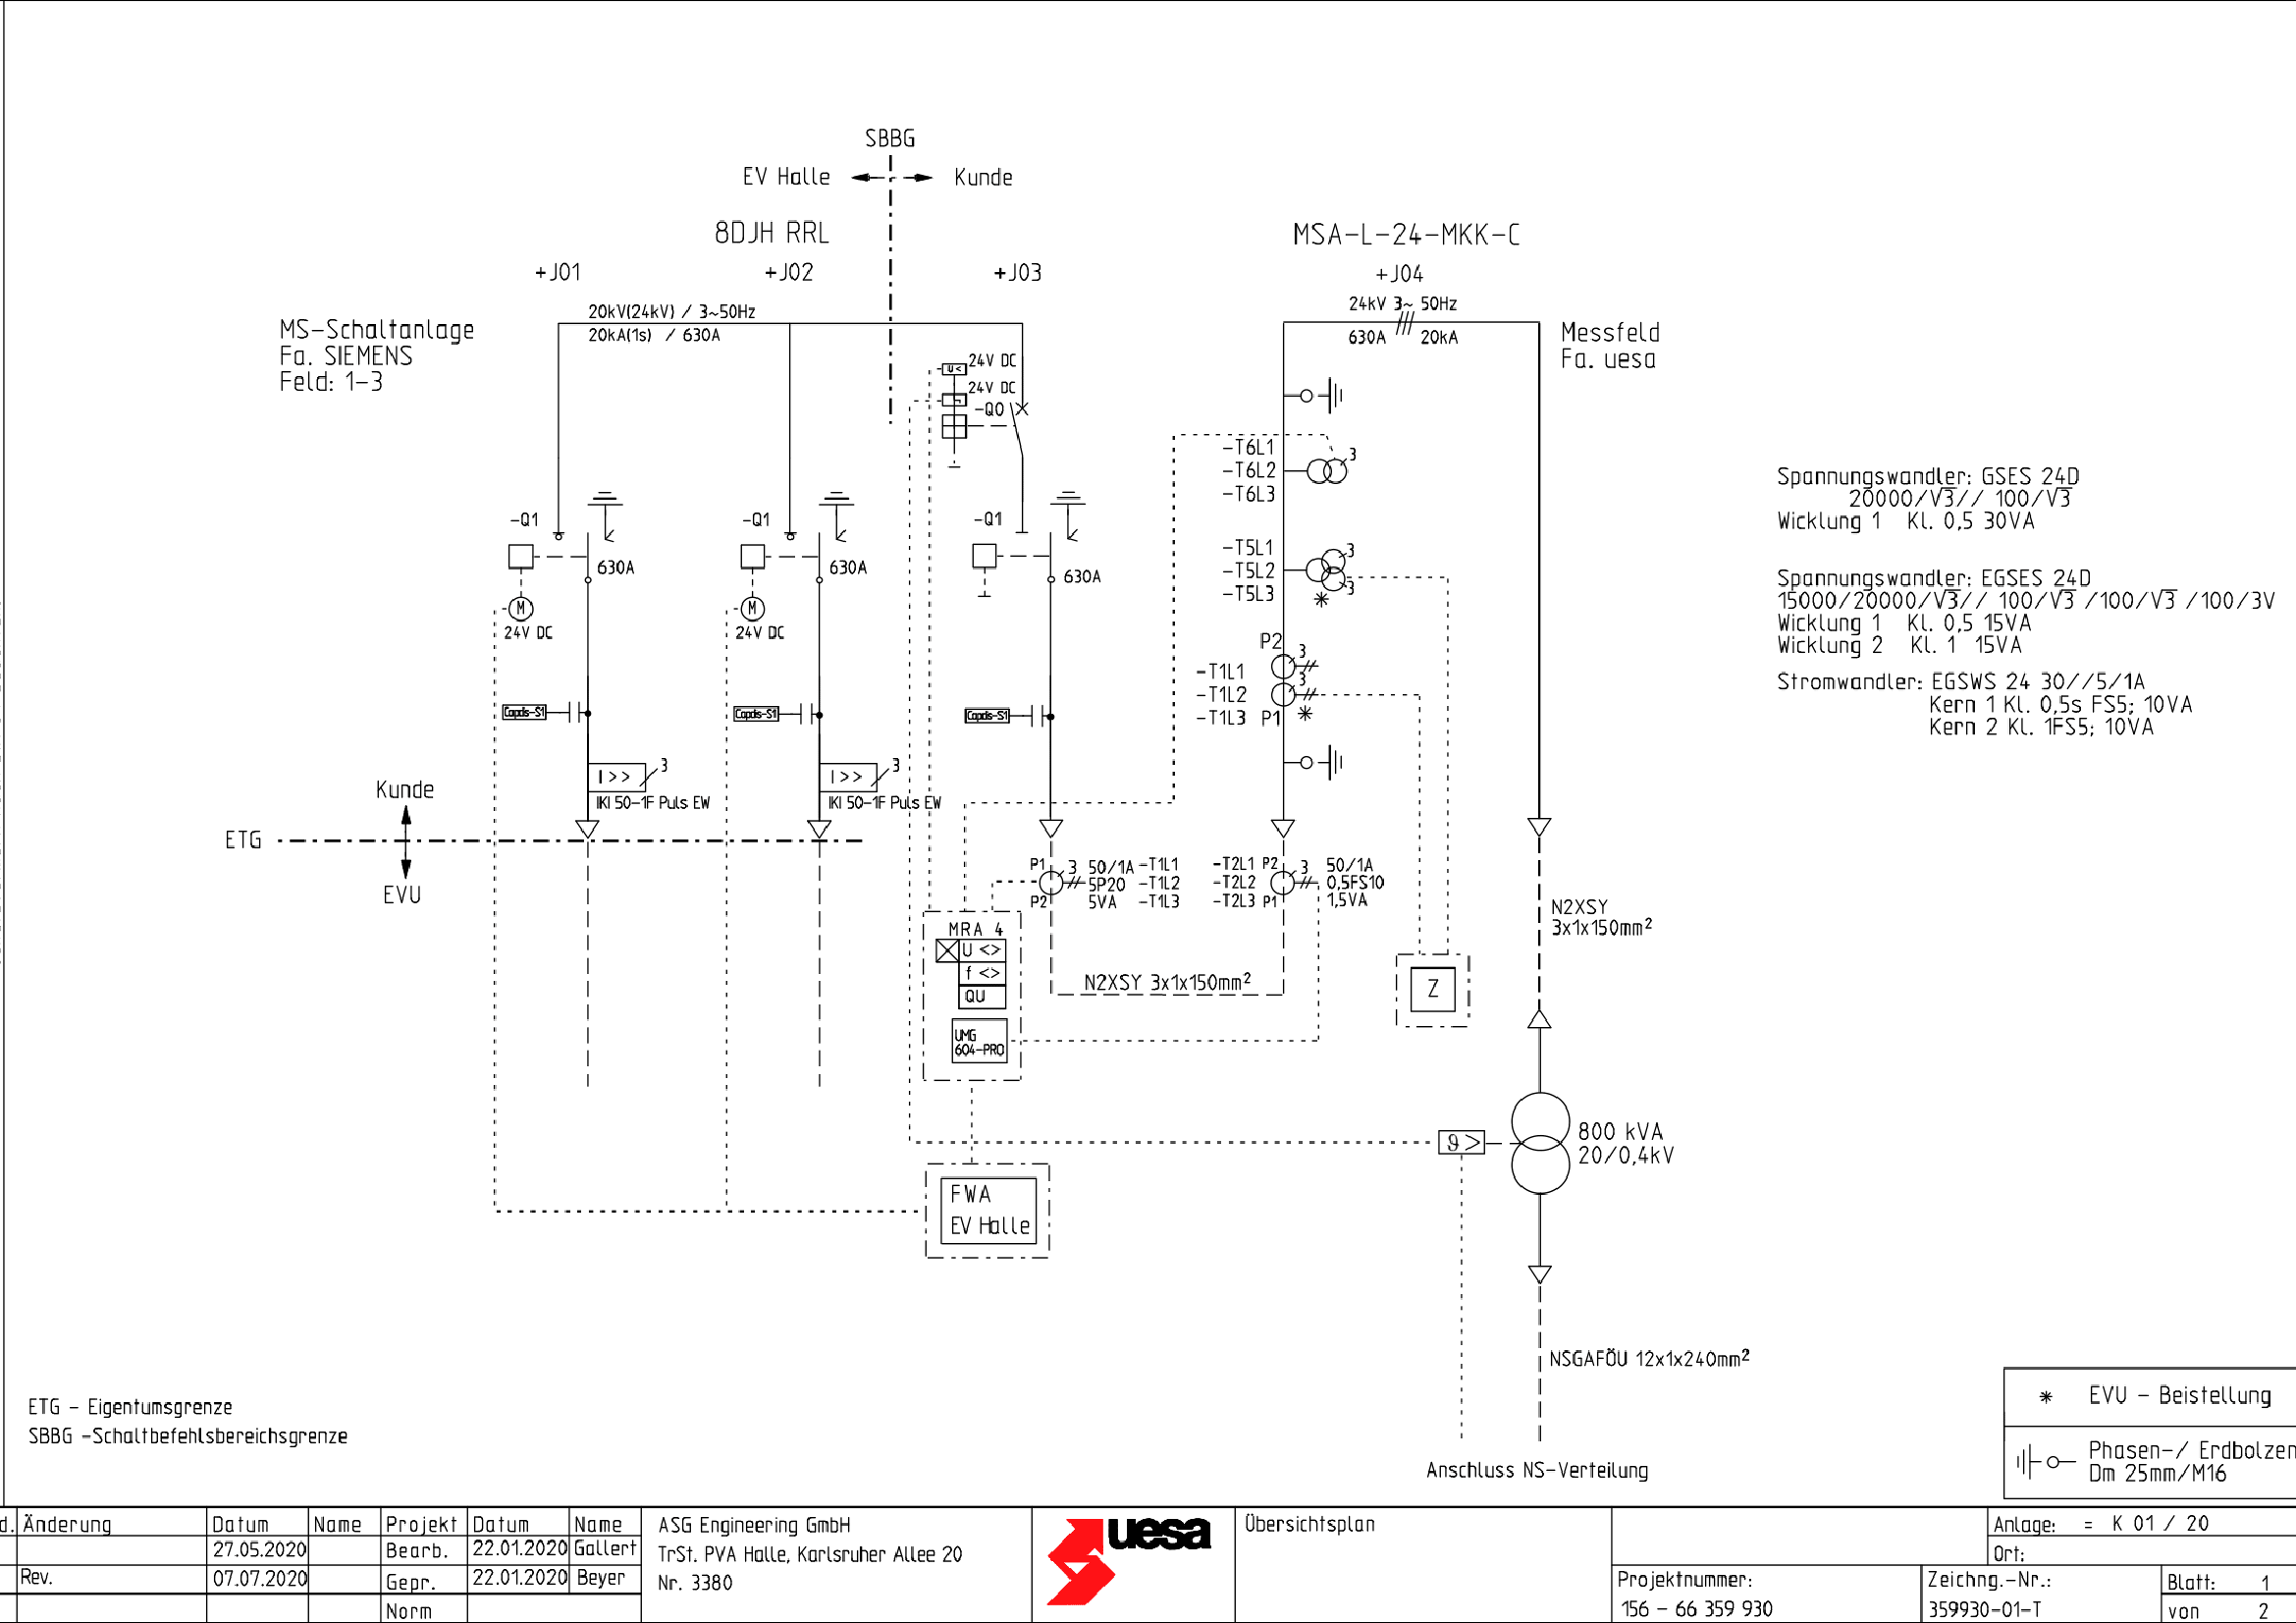 SBBG
EV Halle
Kunde
8DJH RRL
MSA-L-24-MKK-C
+J01
+J02
+J03
+J04
20kV(24kV) / 3~50Hz
20kA(1s) / 630A
24kV 3~ 50Hz
630A
20kA
MS-Schaltanlage
Fa. SIEMENS
Feld: 1-3
Messfeld
Fa. uesa
U<
24V DC
24V DC
-Q0
-T6L1
-T6L2
-T6L3
3
Spannungswandler: GSES 24D
20000/√3// 100/√3
Wicklung 1 Kl. 0,5 30VA
-Q1
630A
M
24V DC
-Q1
630A
M
24V DC
-Q1
630A
-T5L1
-T5L2
-T5L3
3
3
*
Spannungswandler: EGSES 24D
15000/20000/√3// 100/√3 /100/√3 /100/3V
Wicklung 1 Kl. 0,5 15VA
Wicklung 2 Kl. 1 15VA
P2
3
3
-T1L1
-T1L2
-T1L3 P1
*
Stromwandler: EGSWS 24 30//5/1A
Kern 1 Kl. 0,5s FS5; 10VA
Kern 2 Kl. 1FS5; 10VA
Capdis-S1
Capdis-S1
Capdis-S1
I>>
3
IKI 50-1F Puls EW
I>>
3
IKI 50-1F Puls EW
Kunde
ETG
EVU
P1
P2
3
50/1A
5P20
5VA
-T1L1
-T1L2
-T1L3
-T2L1 P2
-T2L2
-T2L3 P1
3
50/1A
0,5FS10
1,5VA
N2XSY
3x1x150mm²
MRA 4
U <>
f <>
QU
UMG
604-PRO
N2XSY 3x1x150mm²
Z
ϑ >
800 kVA
20/0,4kV
FWA
EV Halle
NSGAFÖU 12x1x240mm²
Anschluss NS-Verteilung
ETG - Eigentumsgrenze
SBBG -Schaltbefehlsbereichsgrenze
* EVU - Beistellung
Phasen-/ Erdbolzen
Dm 25mm/M16
d. Änderung
Datum
Name
27.05.2020
Rev.
07.07.2020
Projekt
Datum
Name
Bearb.
22.01.2020
Gallert
Gepr.
22.01.2020
Beyer
Norm
ASG Engineering GmbH
TrSt. PVA Halle, Karlsruher Allee 20
Nr. 3380
uesa
Übersichtsplan
Projektnummer:
156 - 66 359 930
Anlage: = K 01 / 20
Ort:
Zeichng.-Nr.:
359930-01-T
Blatt: 1
von 2